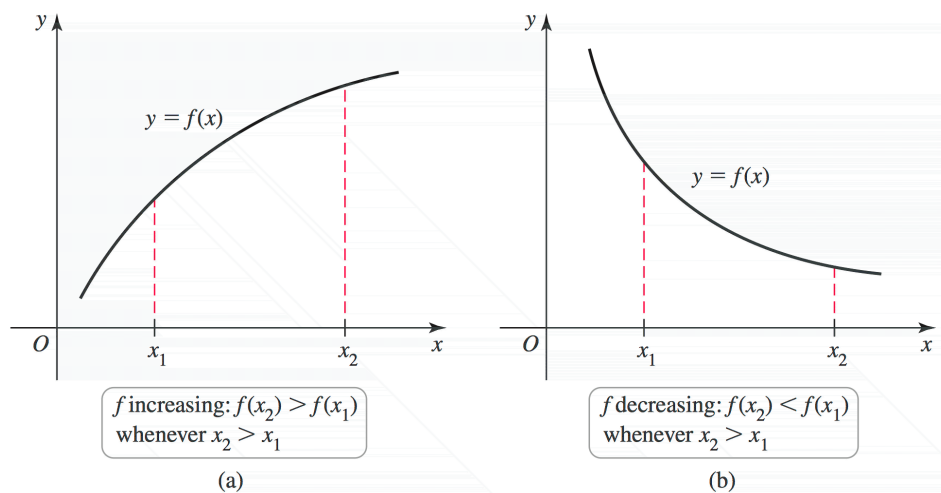 y
y = f(x)
O
x₁
x₂
x
f increasing: f(x₂) > f(x₁)
whenever x₂ > x₁
(a)
y
y = f(x)
O
x₁
x₂
x
f decreasing: f(x₂) < f(x₁)
whenever x₂ > x₁
(b)